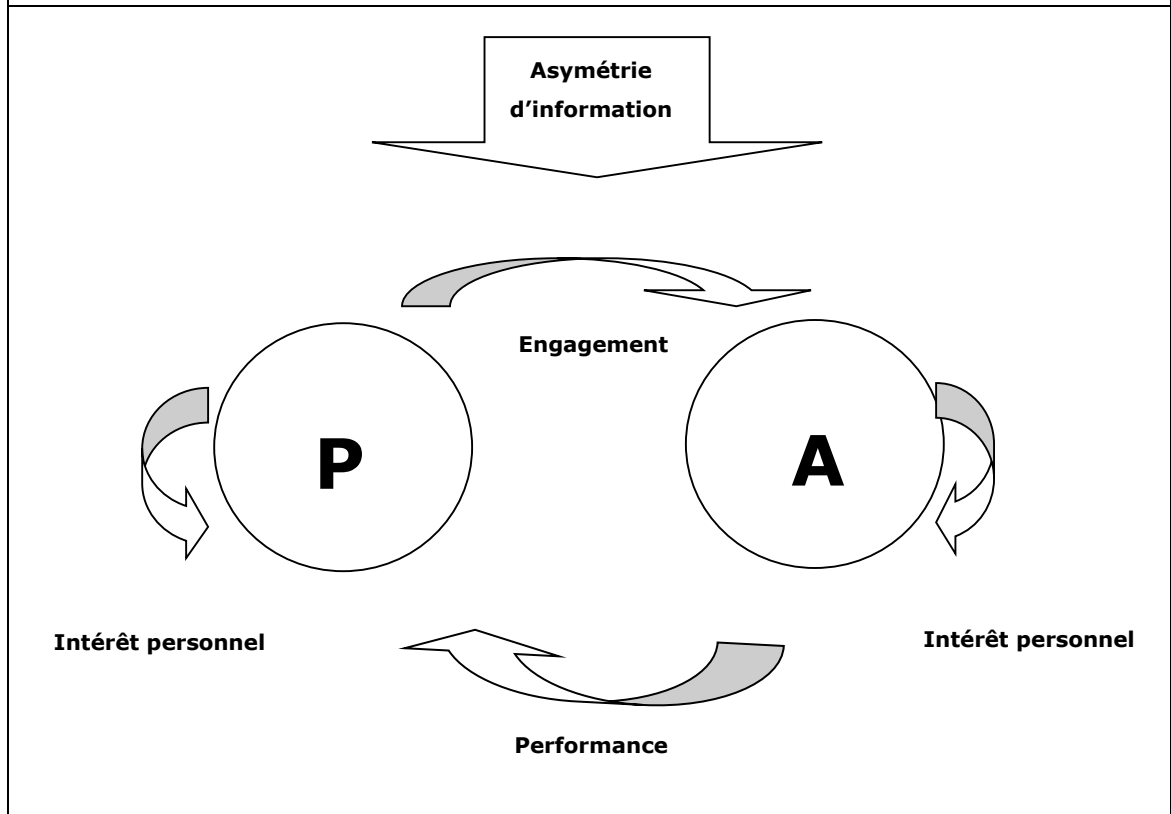 Asymétrie
d'information
Engagement
P
A
Intérêt personnel
Intérêt personnel
Performance